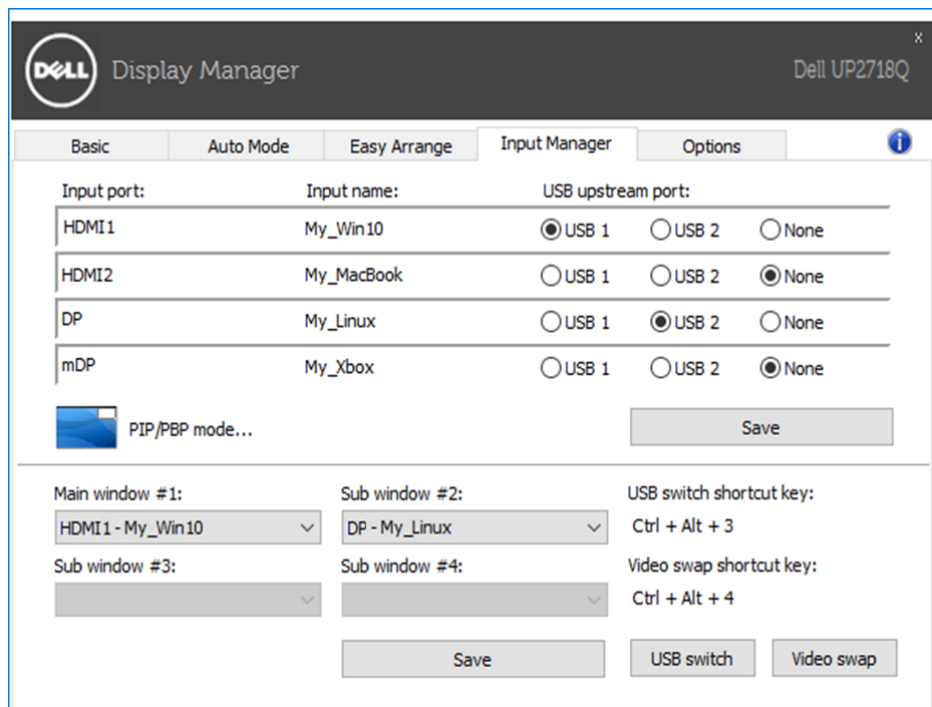 X
DELL Display Manager Dell UP2718Q
Basic Auto Mode Easy Arrange Input Manager Options i
Input port: Input name: USB upstream port:
HDMI1 My_Win10 USB 1 USB 2 None
HDMI2 My_MacBook USB 1 USB 2 None
DP My_Linux USB 1 USB 2 None
mDP My_Xbox USB 1 USB 2 None
PIP/PBP mode... Save
Main window #1: Sub window #2: USB switch shortcut key:
HDMI1 - My_Win10 DP - My_Linux Ctrl + Alt + 3
Sub window #3: Sub window #4: Video swap shortcut key:
Ctrl + Alt + 4
Save USB switch Video swap